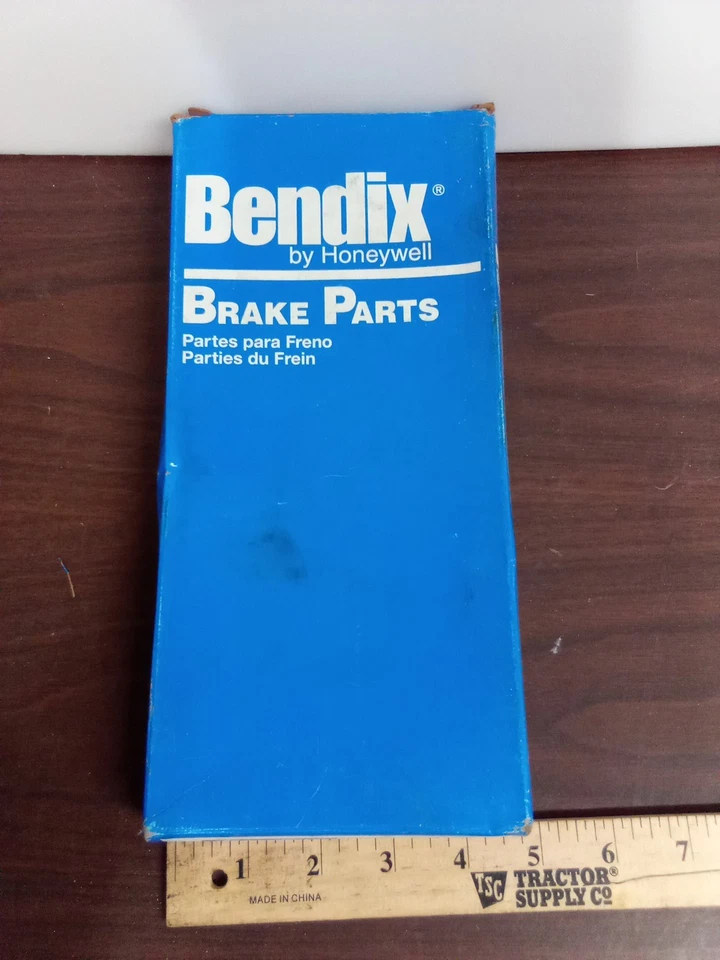 Bendix®
by Honeywell
BRAKE PARTS
Partes para Freno
Parties du Frein
1 2 3 4 5 6 7
MADE IN CHINA
TSC TRACTOR®
SUPPLY CO